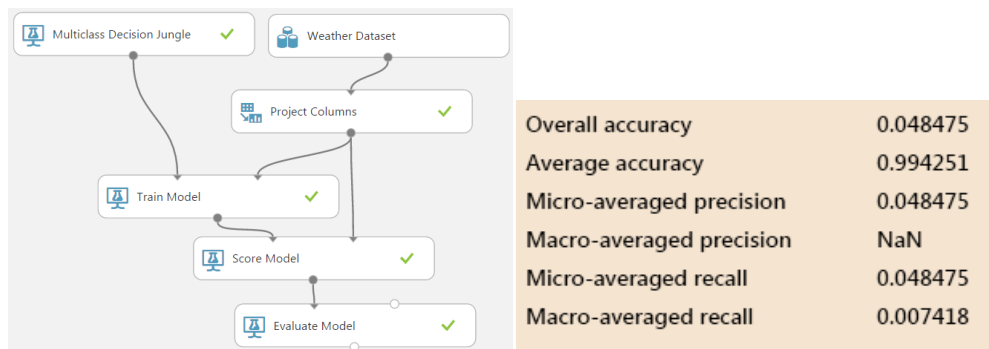 Multiclass Decision Jungle
Weather Dataset
Project Columns
Train Model
Score Model
Evaluate Model
Overall accuracy 0.048475
Average accuracy 0.994251
Micro-averaged precision 0.048475
Macro-averaged precision NaN
Micro-averaged recall 0.048475
Macro-averaged recall 0.007418